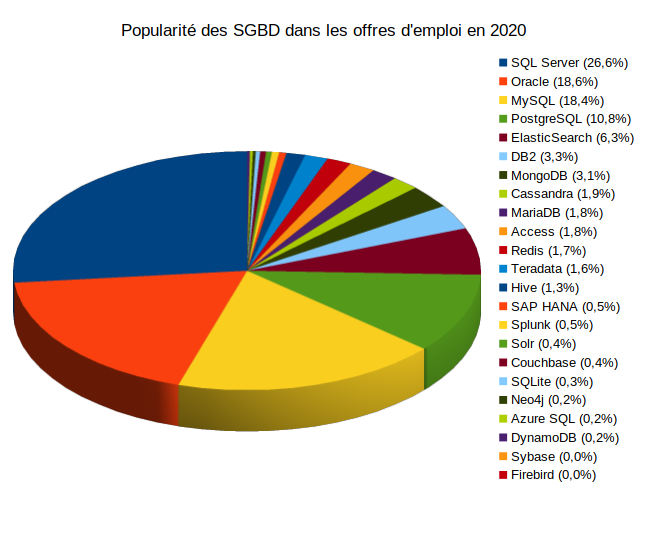 Popularité des SGBD dans les offres d'emploi en 2020
SQL Server (26,6%)
Oracle (18,6%)
MySQL (18,4%)
PostgreSQL (10,8%)
ElasticSearch (6,3%)
DB2 (3,3%)
MongoDB (3,1%)
Cassandra (1,9%)
MariaDB (1,8%)
Access (1,8%)
Redis (1,7%)
Teradata (1,6%)
Hive (1,3%)
SAP HANA (0,5%)
Splunk (0,5%)
Solr (0,4%)
Couchbase (0,4%)
SQLite (0,3%)
Neo4j (0,2%)
Azure SQL (0,2%)
DynamoDB (0,2%)
Sybase (0,0%)
Firebird (0,0%)